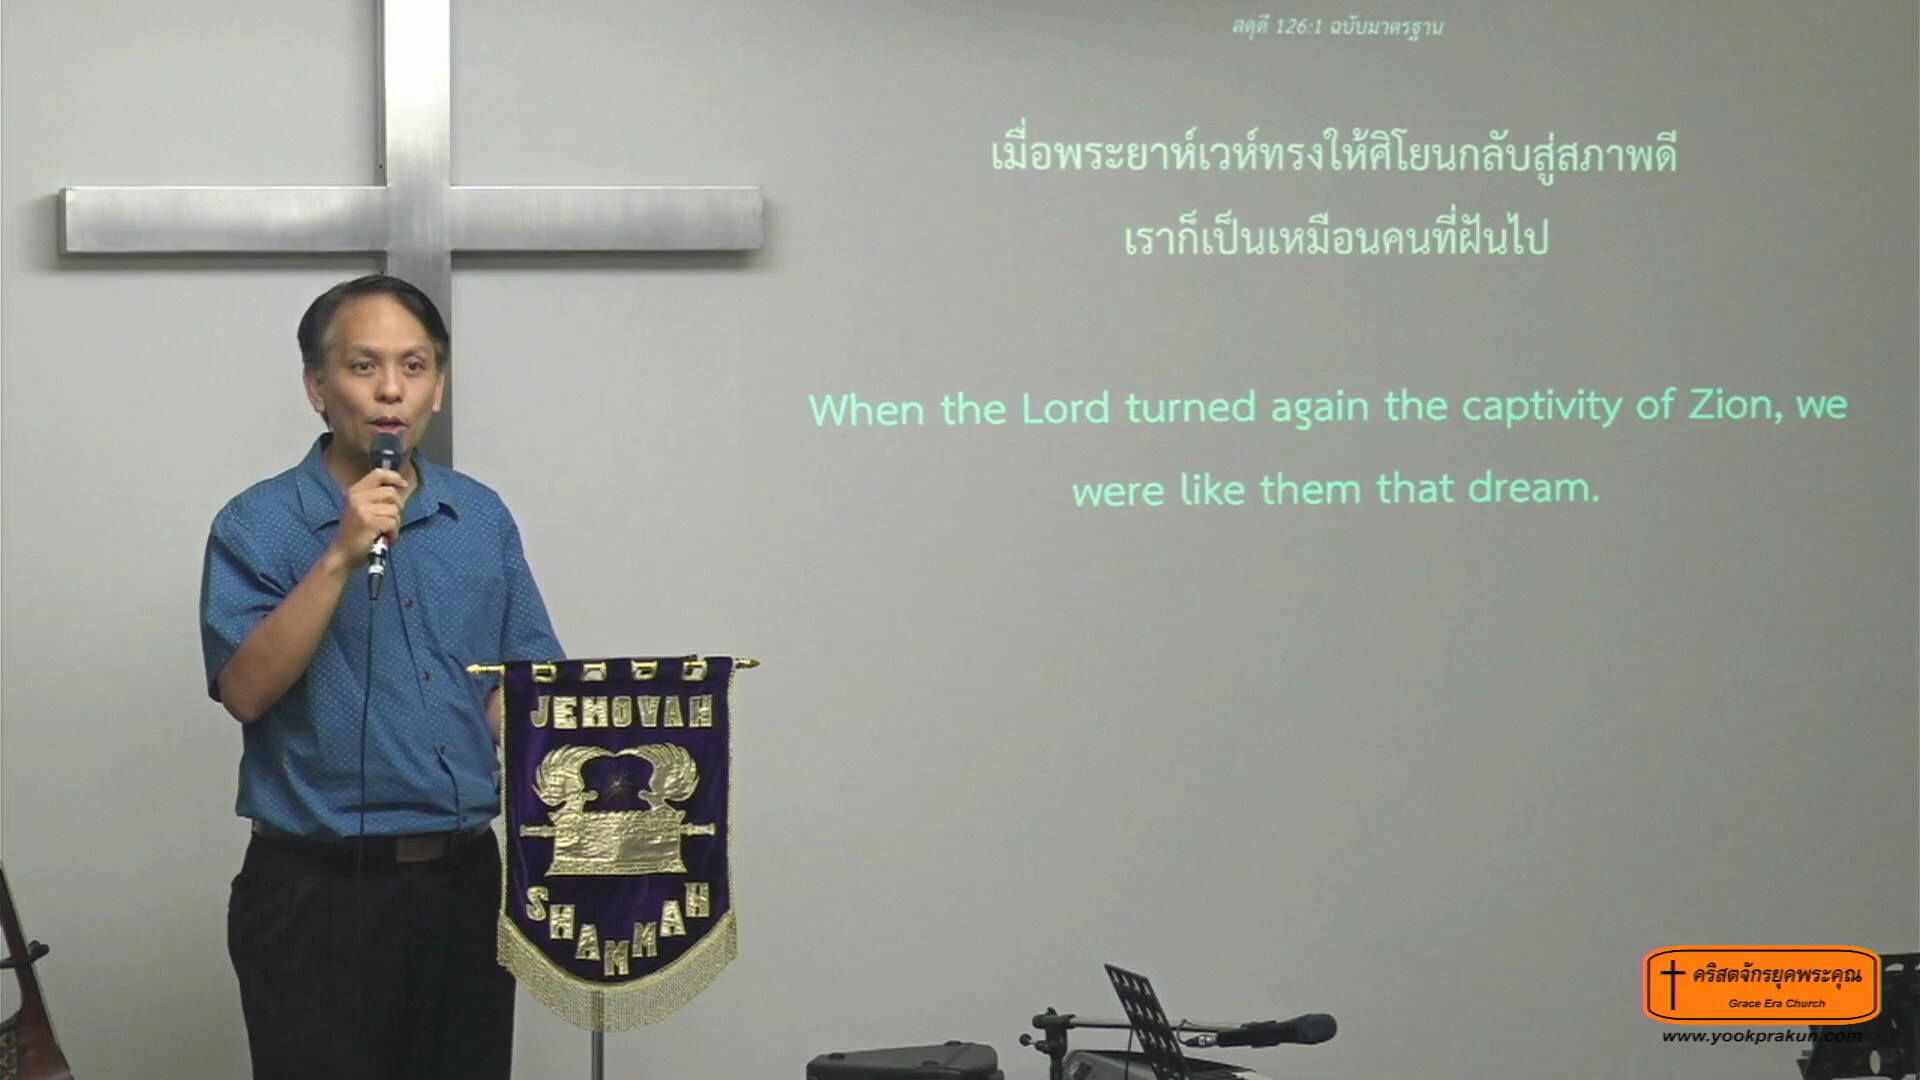 สดุดี 126:1 ฉบับมาตรฐาน
เมื่อพระยาห์เวห์ทรงให้ศิโยนกลับสู่สภาพดี
เราก็เป็นเหมือนคนที่ฝันไป
When the Lord turned again the captivity of Zion, we
were like them that dream.
JEHOVAH
SHAMMAH
คริสตจักรยุคพระคุณ
Grace Era Church
www.yookprakun.com